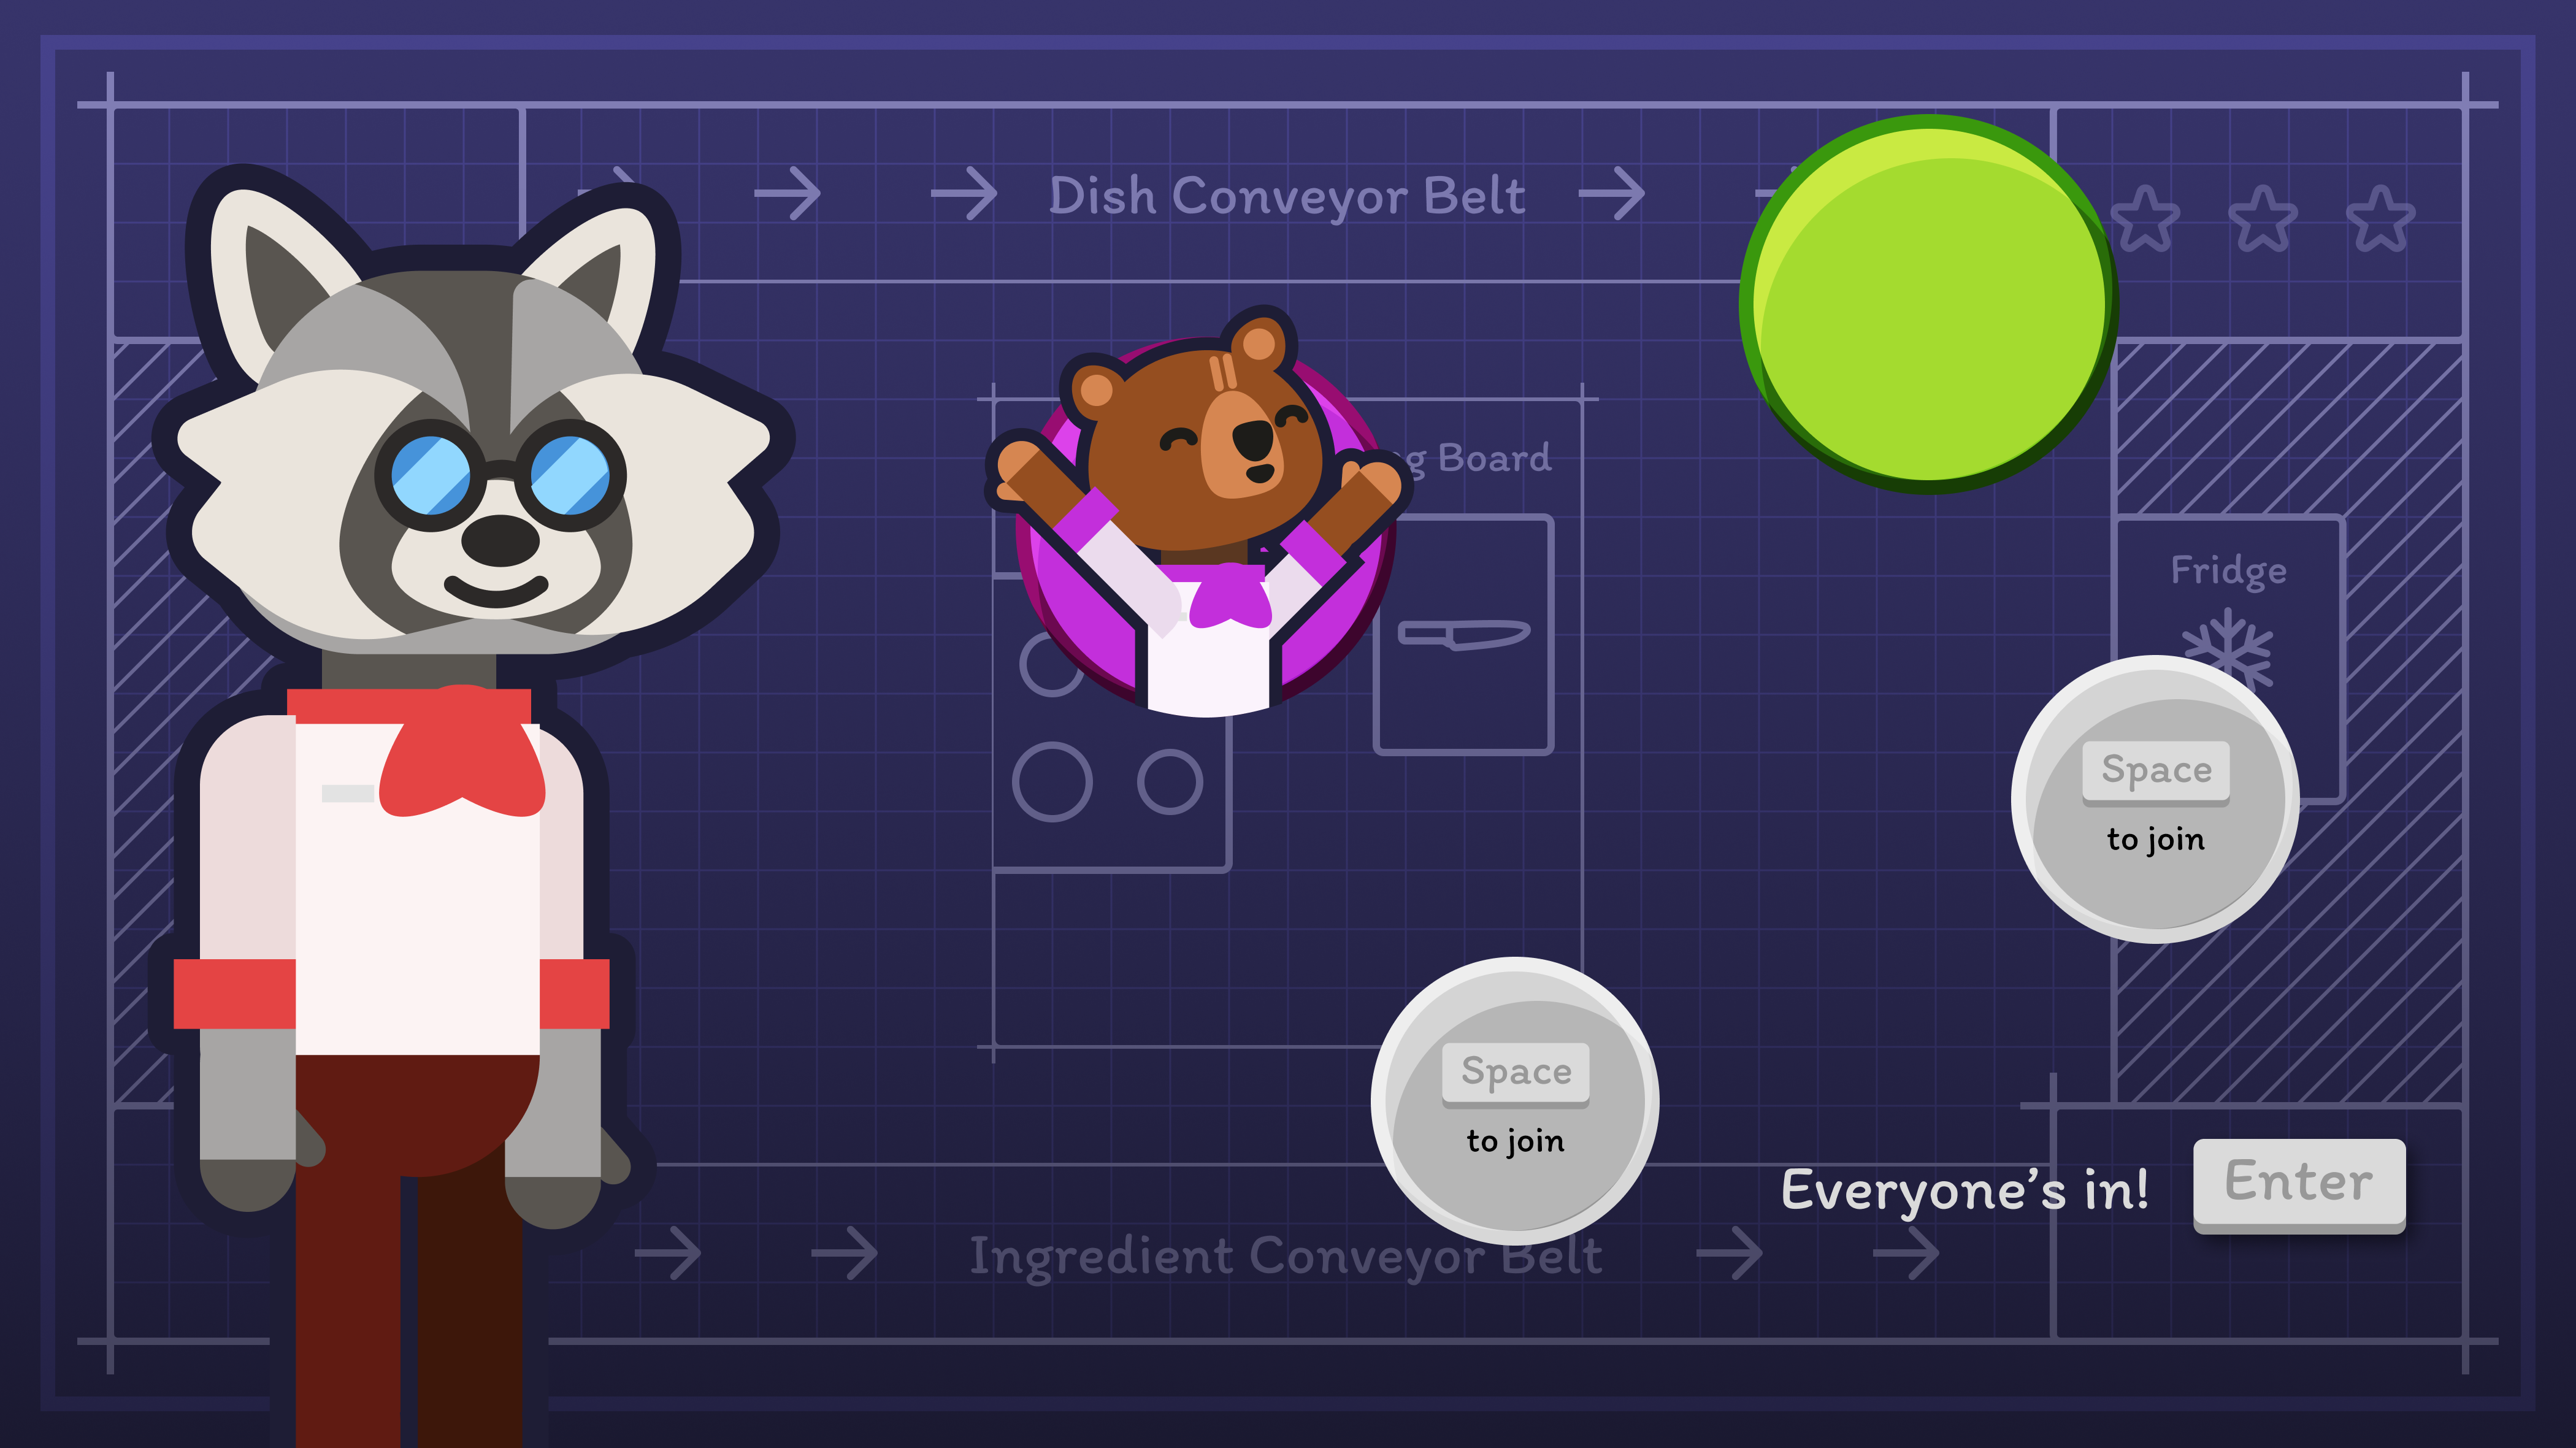 Dish Conveyor Belt
g Board
Fridge
Space
to join
Space
to join
Everyone's in!
Enter
Ingredient Conveyor Belt